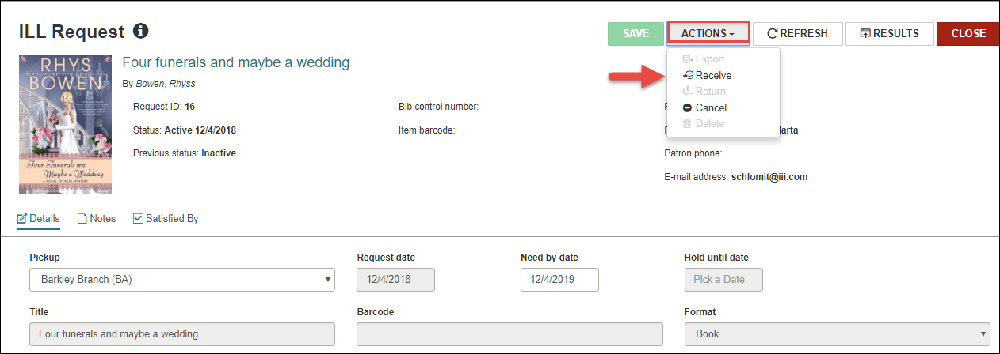 ILL Request
SAVE
ACTIONS
REFRESH
RESULTS
CLOSE
Export
Receive
Return
Cancel
Delete
RHYS
BOWEN
Four Funerals and
Maybe a Wedding
A ROYAL SPYNESS MYSTERY
Four funerals and maybe a wedding
By Bowen, Rhyss
Request ID: 16
Bib control number:
Status: Active 12/4/2018
Item barcode:
arta
Previous status: Inactive
Patron phone:
E-mail address: schlomit@iii.com
Details Notes Satisfied By
Pickup Request date Need by date Hold until date
Barkley Branch (BA) 12/4/2018 12/4/2019 Pick a Date
Title Barcode Format
Four funerals and maybe a wedding Book